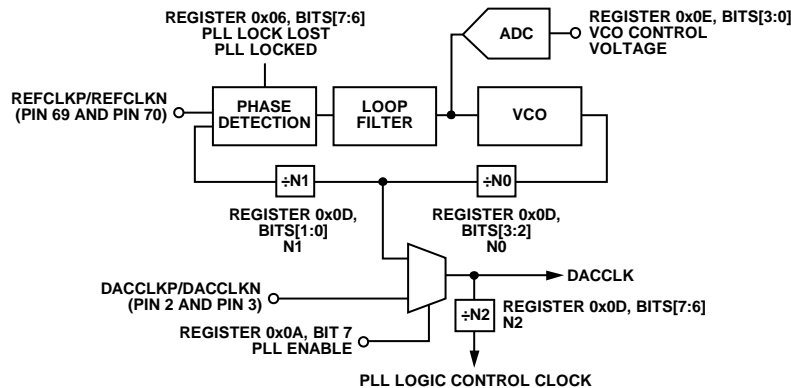 REGISTER 0x06, BITS[7:6]
PLL LOCK LOST
PLL LOCKED
ADC
REGISTER 0x0E, BITS[3:0]
VCO CONTROL
VOLTAGE
REFCLKP/REFCLKN
(PIN 69 AND PIN 70)
PHASE
DETECTION
LOOP
FILTER
VCO
÷N1
÷N0
REGISTER 0x0D,
BITS[1:0]
N1
REGISTER 0x0D,
BITS[3:2]
N0
DACCLKP/DACCLKN
(PIN 2 AND PIN 3)
DACCLK
REGISTER 0x0A, BIT 7
PLL ENABLE
÷N2
REGISTER 0x0D, BITS[7:6]
N2
PLL LOGIC CONTROL CLOCK